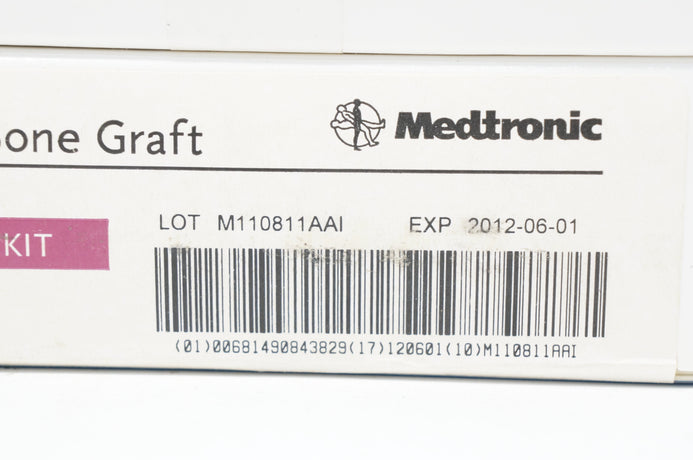 one Graft
Medtronic
KIT
LOT M110811AAI EXP 2012-06-01
(01)00681490843829(17)120601(10)M110811AAI